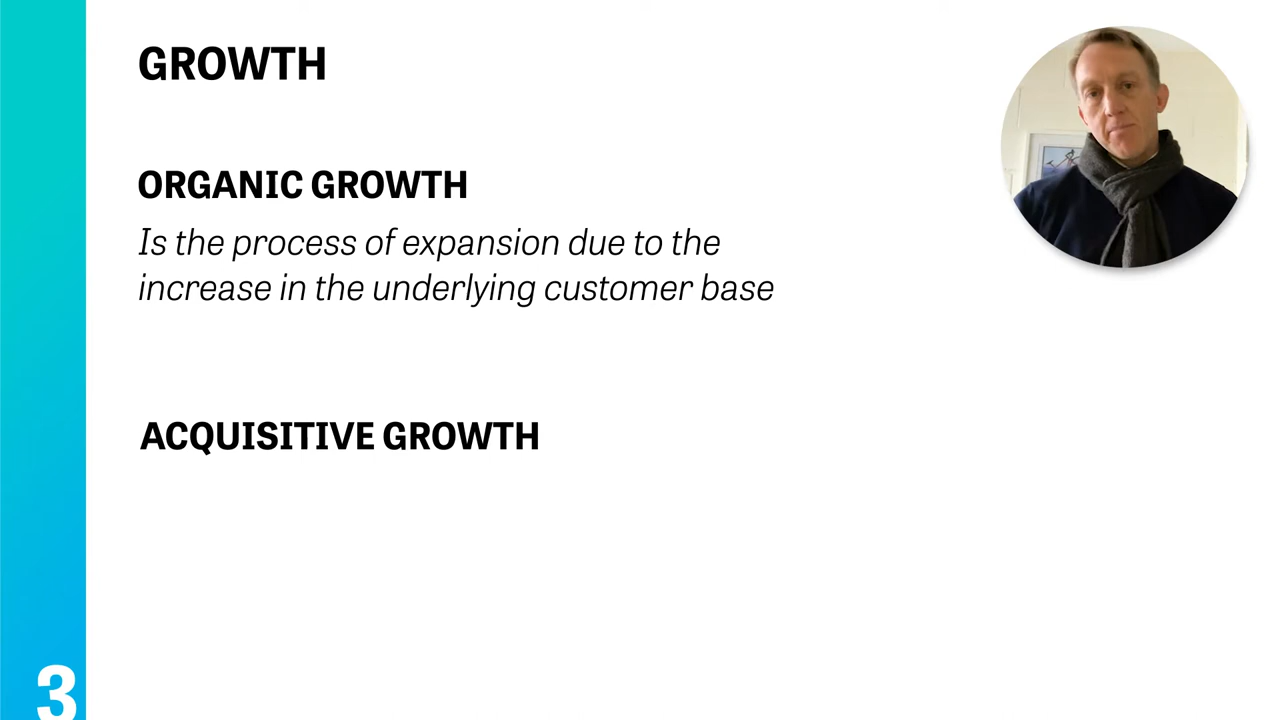 GROWTH
ORGANIC GROWTH
Is the process of expansion due to the
increase in the underlying customer base
ACQUISITIVE GROWTH
3